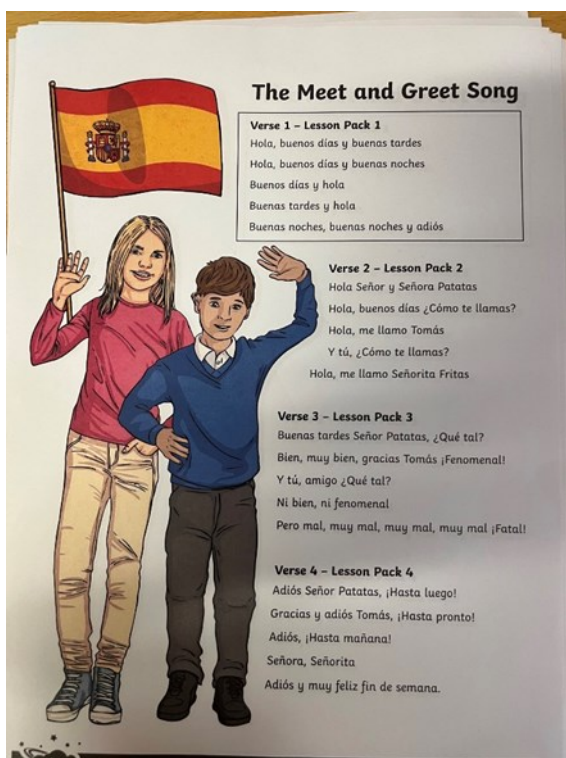 The Meet and Greet Song
Verse 1 – Lesson Pack 1
Hola, buenos días y buenas tardes
Hola, buenos días y buenas noches
Buenos días y hola
Buenas tardes y hola
Buenas noches, buenas noches y adiós
Verse 2 – Lesson Pack 2
Hola Señor y Señora Patatas
Hola, buenos días ¿Cómo te llamas?
Hola, me llamo Tomás
Y tú, ¿Cómo te llamas?
Hola, me llamo Señorita Fritas
Verse 3 – Lesson Pack 3
Buenas tardes Señor Patatas, ¿Qué tal?
Bien, muy bien, gracias Tomás ¡Fenomenal!
Y tú, amigo ¿Qué tal?
Ni bien, ni fenomenal
Pero mal, muy mal, muy mal, muy mal ¡Fatal!
Verse 4 – Lesson Pack 4
Adiós Señor Patatas, ¡Hasta luego!
Gracias y adiós Tomás, ¡Hasta pronto!
Adiós, ¡Hasta mañana!
Señora, Señorita
Adiós y muy feliz fin de semana.